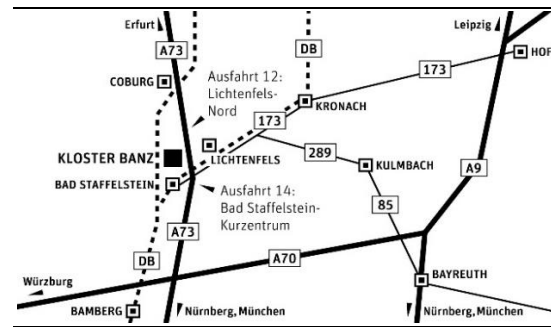 Erfurt
Leipzig
A73
DB
HOF
173
COBURG
Ausfahrt 12:
Lichtenfels-
Nord
KRONACH
173
KLOSTER BANZ
LICHTENFELS
289
KULMBACH
A9
BAD STAFFELSTEIN
Ausfahrt 14:
Bad Staffelstein-
Kurzentrum
85
A73
DB
A70
Würzburg
BAYREUTH
BAMBERG
Nürnberg, München
Nürnberg, München